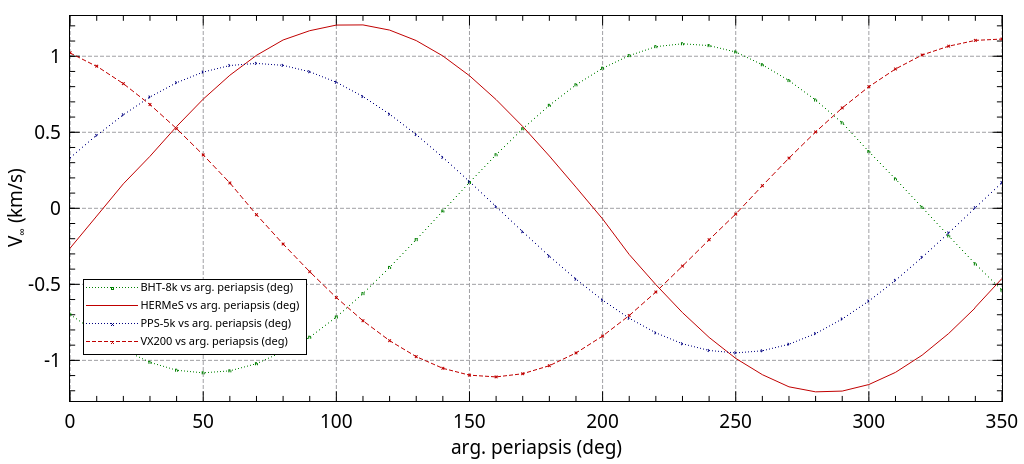 1
0.5
0
-0.5
-1
V∞ (km/s)
BHT-8k vs arg. periapsis (deg)
HERMeS vs arg. periapsis (deg)
PPS-5k vs arg. periapsis (deg)
VX200 vs arg. periapsis (deg)
0 50 100 150 200 250 300 350
arg. periapsis (deg)